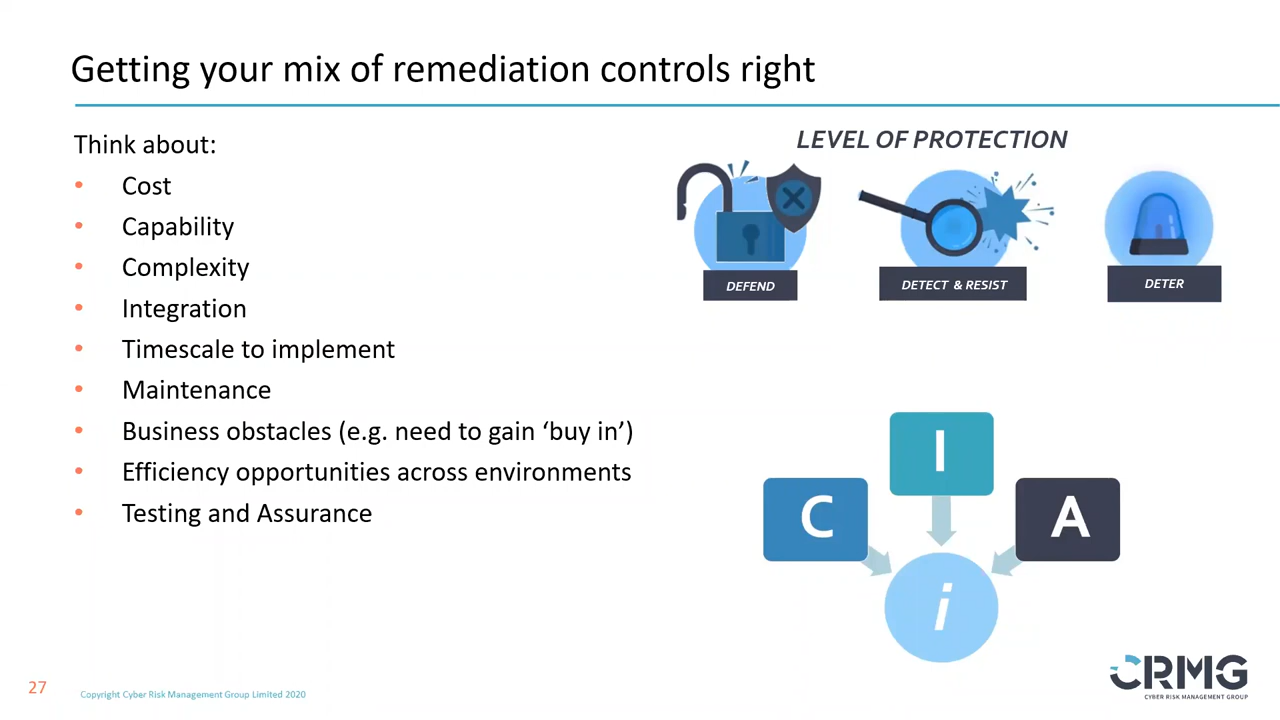 Getting your mix of remediation controls right
Think about:
• Cost
• Capability
• Complexity
• Integration
• Timescale to implement
• Maintenance
• Business obstacles (e.g. need to gain ‘buy in’)
• Efficiency opportunities across environments
• Testing and Assurance
LEVEL OF PROTECTION
DEFEND
DETECT & RESIST
DETER
I
C
A
i
27
Copyright Cyber Risk Management Group Limited 2020
CRMG
CYBER RISK MANAGEMENT GROUP